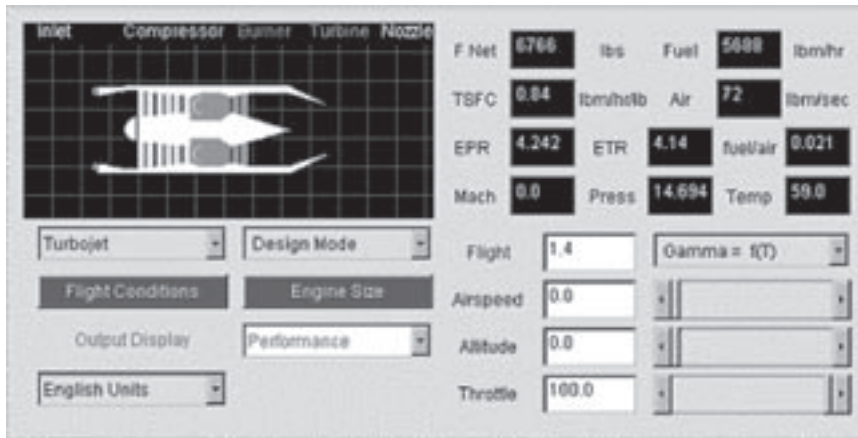 Inlet Compressor Burner Turbine Nozzle
F Net 6766 lbs Fuel 5688 lbm/hr
TSFC 0.84 lbm/hr/lb Air 72 lbm/sec
EPR 4.242 ETR 4.14 fuel/air 0.021
Mach 0.0 Press 14.694 Temp 59.0
Turbojet Design Mode
Flight Conditions Engine Size
Output Display Performance
English Units
Flight 1.4 Gamma = f(T)
Airspeed 0.0
Altitude 0.0
Throttle 100.0